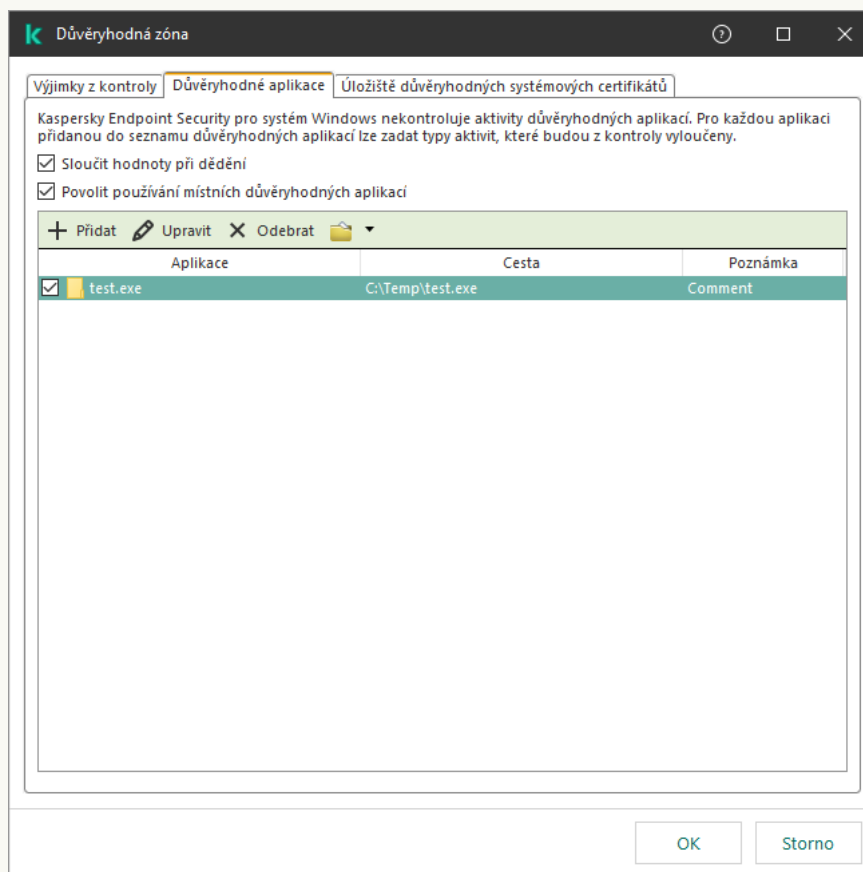 Důvěryhodná zóna
Výjimky z kontroly Důvěryhodné aplikace Úložiště důvěryhodných systémových certifikátů
Kaspersky Endpoint Security pro systém Windows nekontroluje aktivity důvěryhodných aplikací. Pro každou aplikaci
přidanou do seznamu důvěryhodných aplikací lze zadat typy aktivit, které budou z kontroly vyloučeny.
Sloučit hodnoty při dědění
Povolit používání místních důvěryhodných aplikací
Přidat Upravit Odebrat
Aplikace Cesta Poznámka
test.exe C:\Temp\test.exe Comment
OK Storno